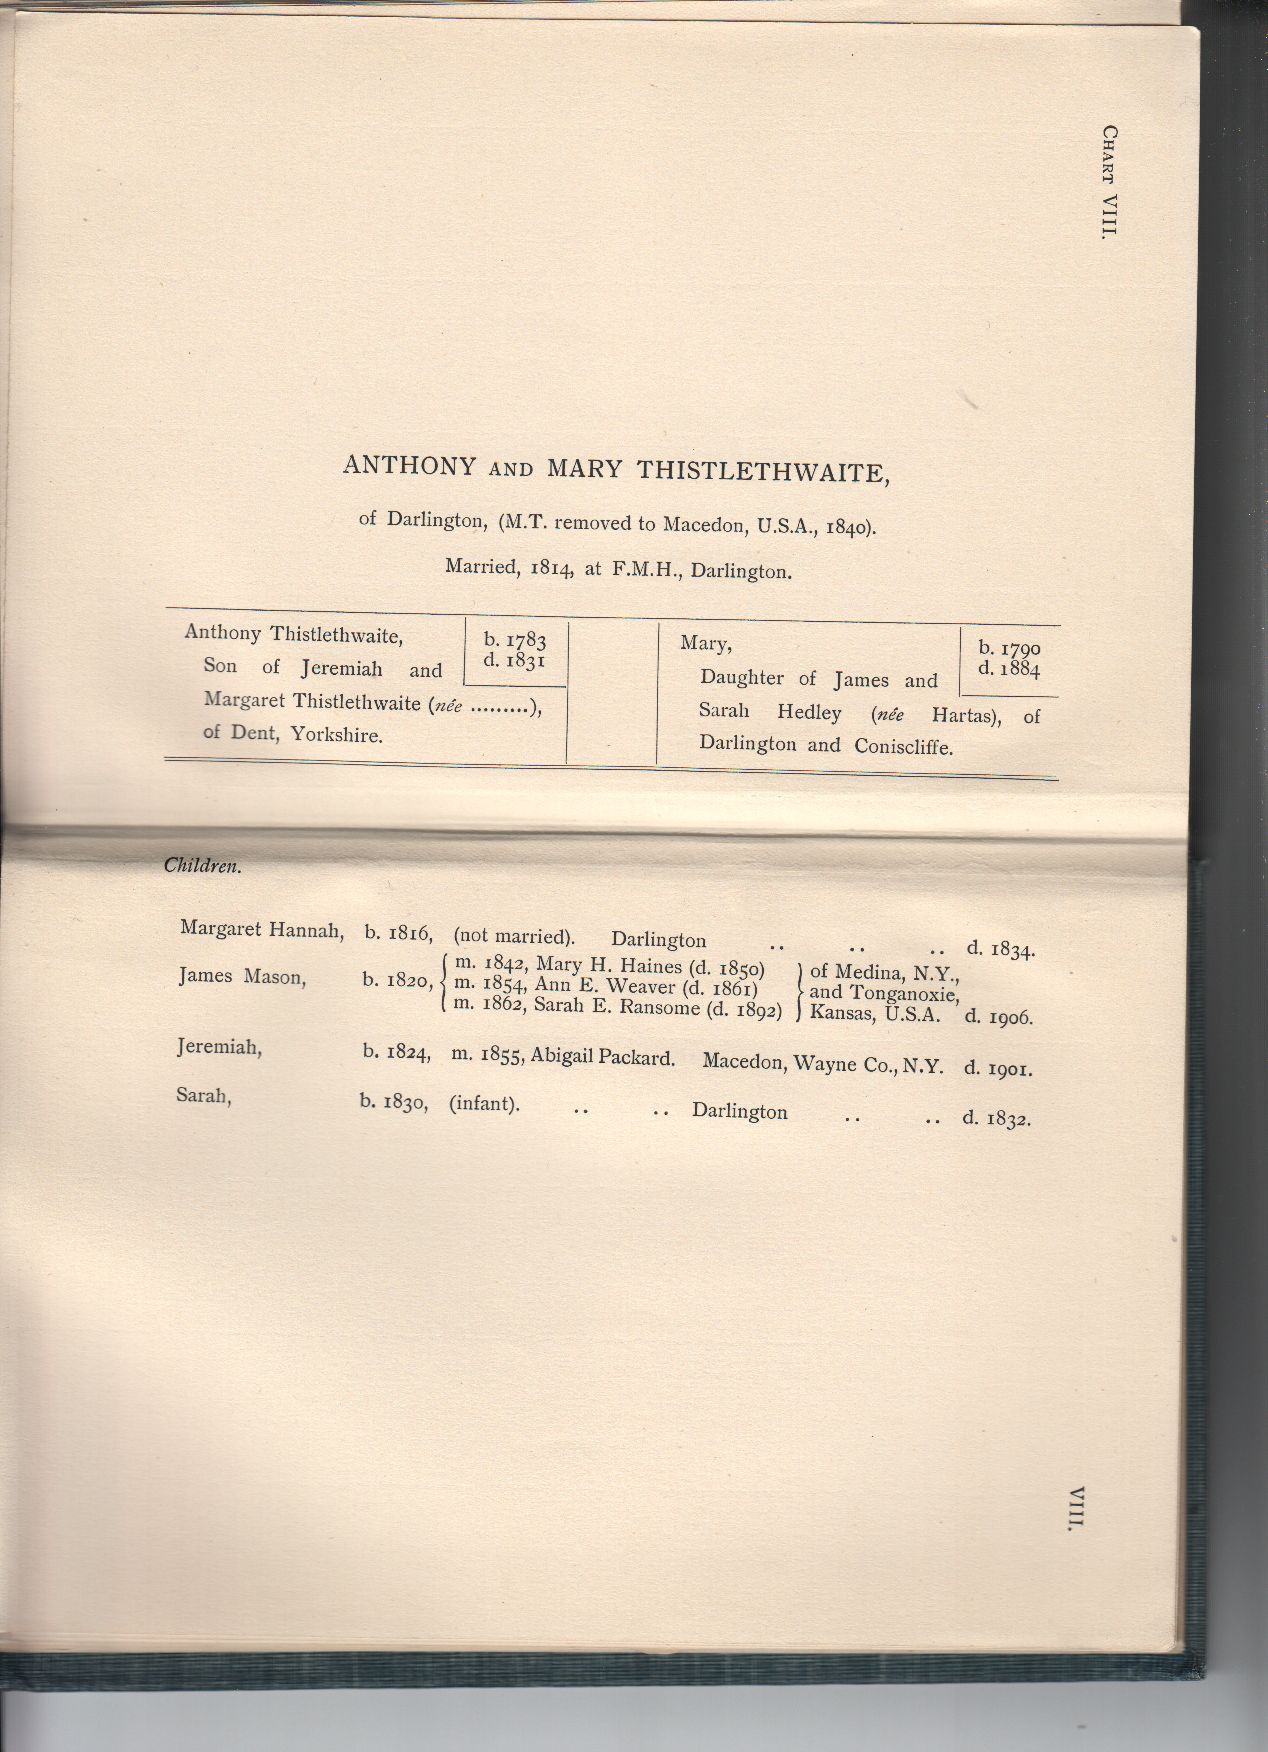 CHART VIII.
ANTHONY AND MARY THISTLETHWAITE,
of Darlington, (M.T. removed to Macedon, U.S.A., 1840).
Married, 1814, at F.M.H., Darlington.
Anthony Thistlethwaite, b. 1783
Son of Jeremiah and d. 1831
Margaret Thistlethwaite (née .........),
of Dent, Yorkshire.
Mary, b. 1790
Daughter of James and d. 1884
Sarah Hedley (née Hartas), of
Darlington and Coniscliffe.
Children.
Margaret Hannah, b. 1816, (not married). Darlington .. .. .. d. 1834.
James Mason, b. 1820, { m. 1842, Mary H. Haines (d. 1850) } of Medina, N.Y.,
m. 1854, Ann E. Weaver (d. 1861) and Tonganoxie,
m. 1862, Sarah E. Ransome (d. 1892) Kansas, U.S.A. d. 1906.
Jeremiah, b. 1824, m. 1855, Abigail Packard. Macedon, Wayne Co., N.Y. d. 1901.
Sarah, b. 1830, (infant). .. .. Darlington .. .. d. 1832.
VIII.